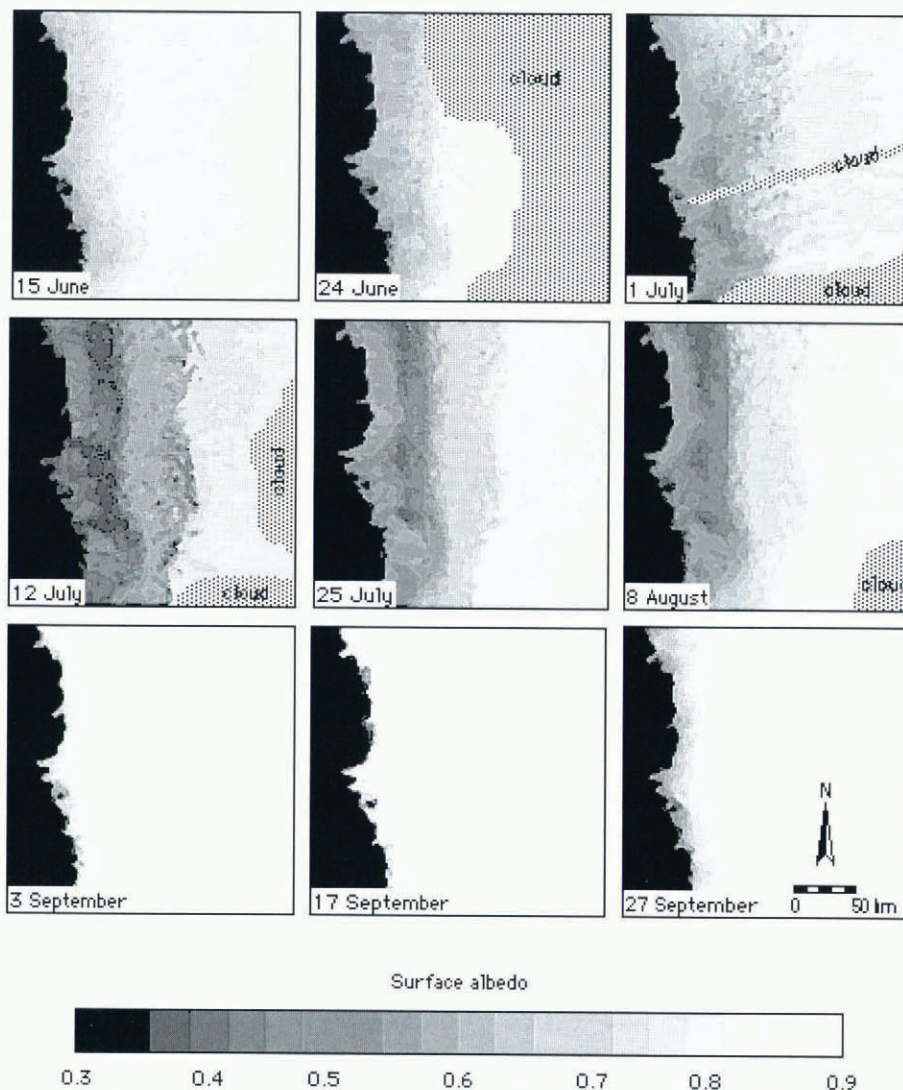 cloud
cloud
cloud
15 June
24 June
1 July
cloud
cloud
cloud
12 July
25 July
8 August
N
3 September
17 September
27 September
0 50 km
Surface albedo
0.3 0.4 0.5 0.6 0.7 0.8 0.9